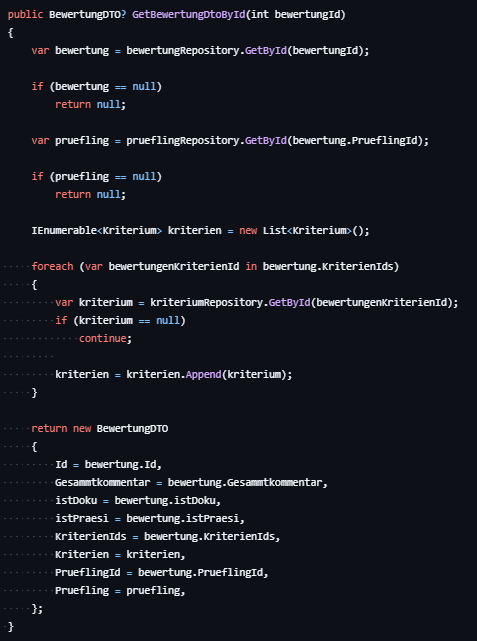 public BewertungDTO? GetBewertungDtoById(int bewertungId)
{
    var bewertung = bewertungRepository.GetById(bewertungId);

    if (bewertung == null)
        return null;

    var pruefling = prueflingRepository.GetById(bewertung.PrueflingId);

    if (pruefling == null)
        return null;

    IEnumerable<Kriterium> kriterien = new List<Kriterium>();

    foreach (var bewertungenKriterienId in bewertung.KriterienIds)
    {
        var kriterium = kriteriumRepository.GetById(bewertungenKriterienId);
        if (kriterium == null)
            continue;

        kriterien = kriterien.Append(kriterium);
    }

    return new BewertungDTO
    {
        Id = bewertung.Id,
        Gesammtkommentar = bewertung.Gesammtkommentar,
        istDoku = bewertung.istDoku,
        istPraesi = bewertung.istPraesi,
        KriterienIds = bewertung.KriterienIds,
        Kriterien = kriterien,
        PrueflingId = bewertung.PrueflingId,
        Pruefling = pruefling,
    };
}